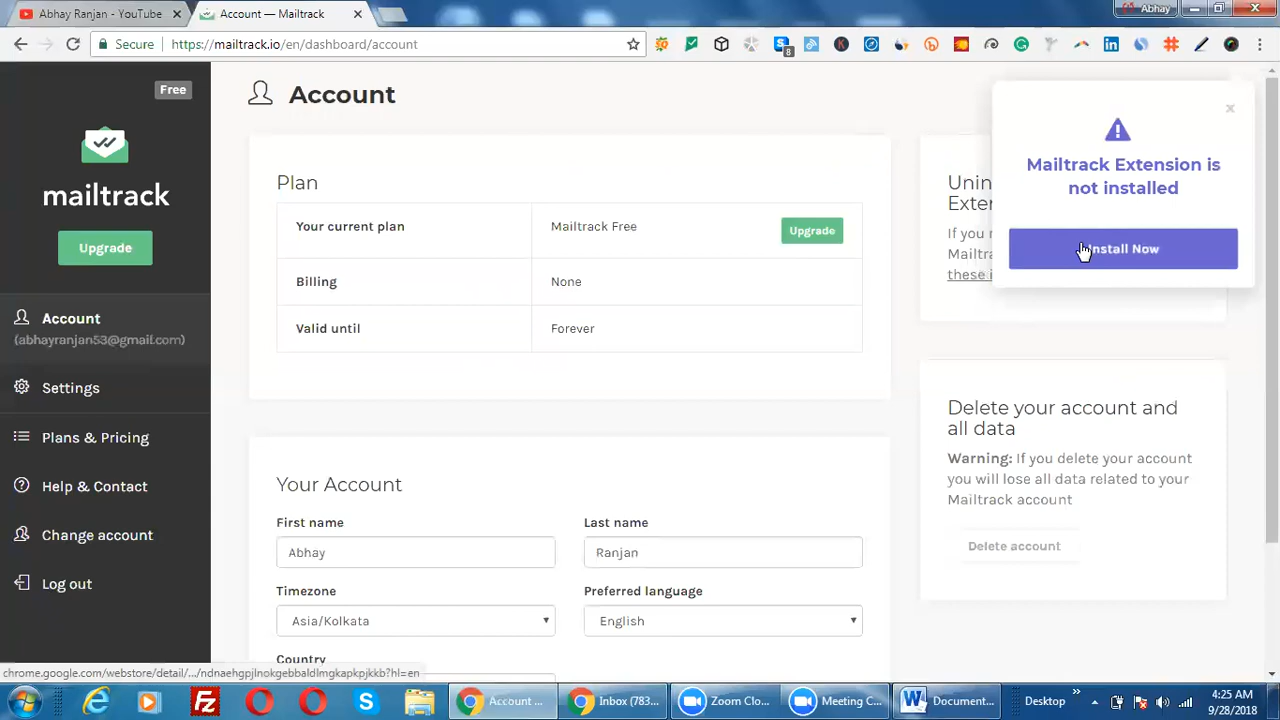 Abhay Ranjan - YouTube
Account — Mailtrack
Abhay
Secure
https://mailtrack.io/en/dashboard/account
8
Free
mailtrack
Upgrade
Account
(abhayranjan53@gmail.com)
Settings
Plans & Pricing
Help & Contact
Change account
Log out
Account
Plan
Your current plan
Mailtrack Free
Upgrade
Billing
None
Valid until
Forever
Your Account
First name
Last name
Abhay
Ranjan
Timezone
Preferred language
Asia/Kolkata
English
Country
Mailtrack Extension is
not installed
Install Now
If you
these
Delete your account and
all data
Warning: If you delete your account
you will lose all data related to your
Mailtrack account
Delete account
chrome.google.com/webstore/detail/.../ndnaehgpjlnokgebbaldlmgkapkpjkkb?hl=en
Account ...
Inbox (783...
Zoom Clo...
Meeting C...
Document...
Desktop
4:25 AM
9/28/2018